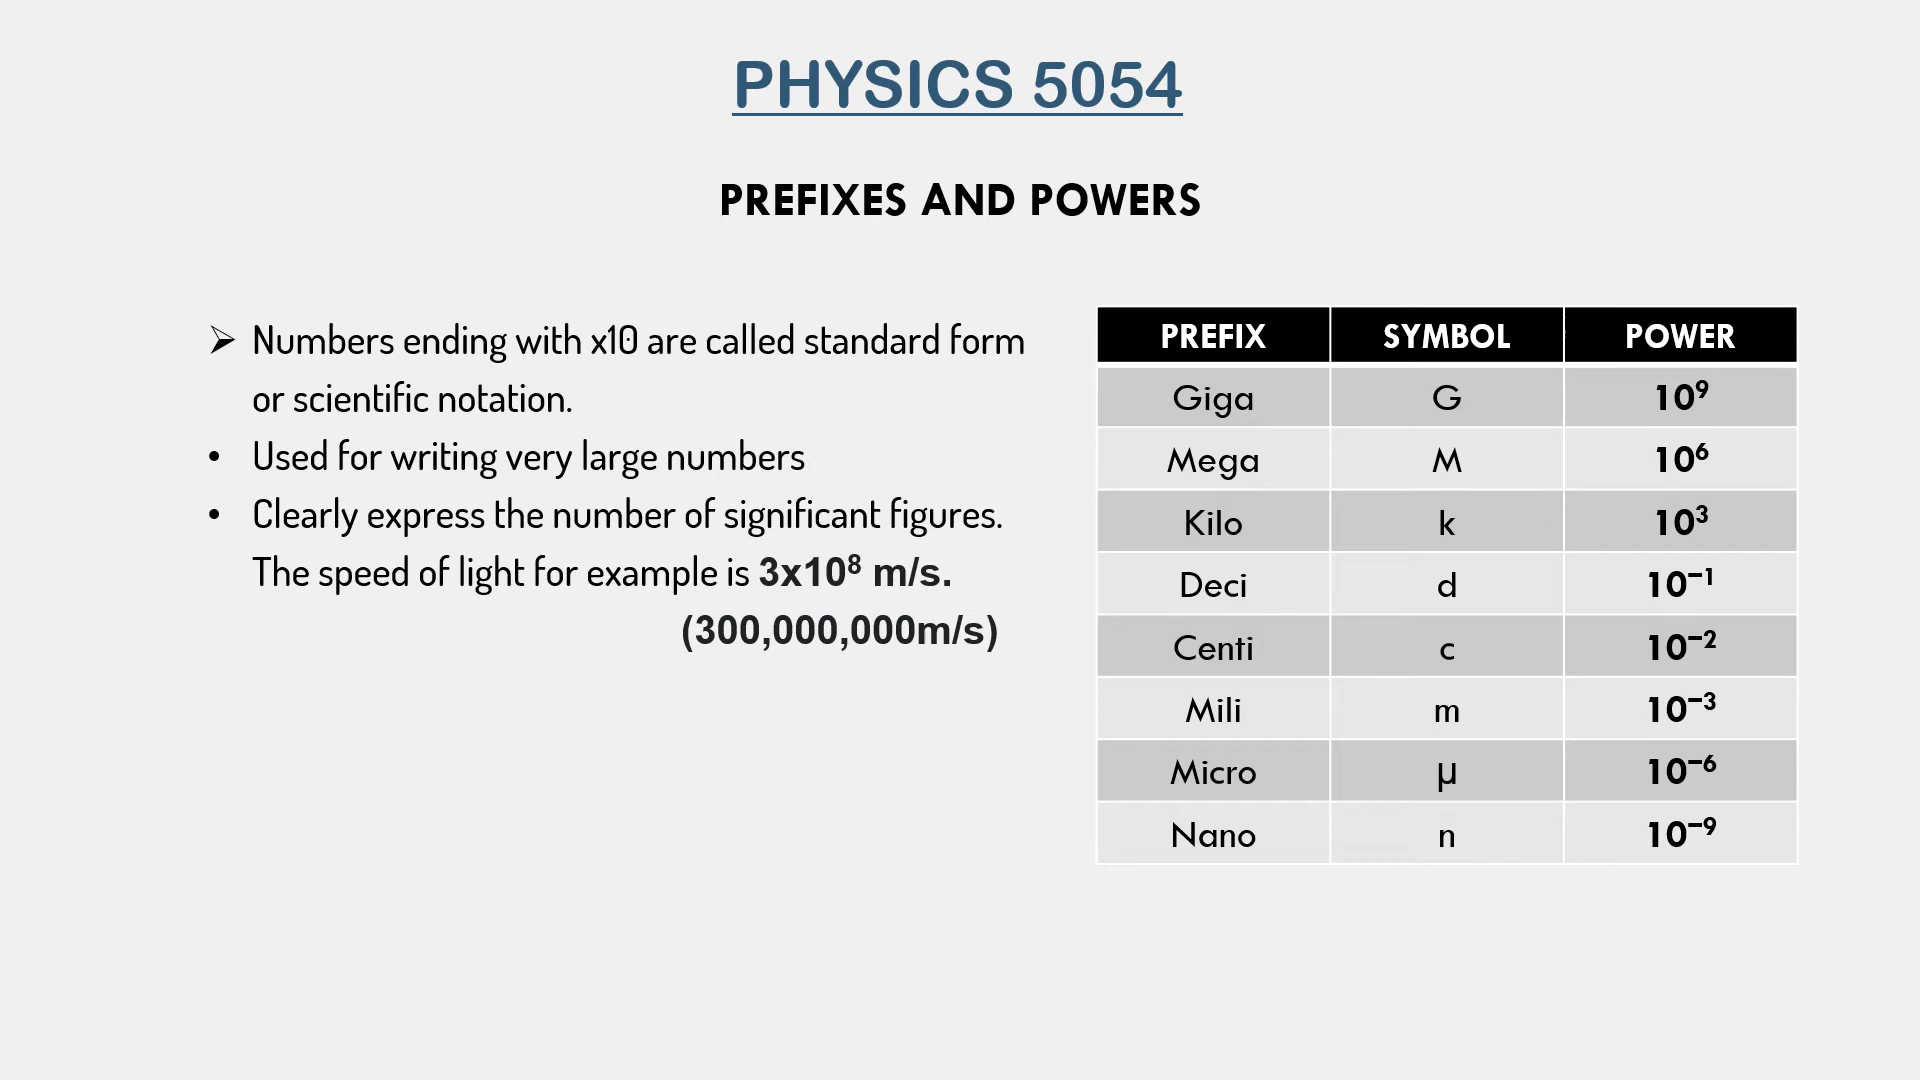 PHYSICS 5054
PREFIXES AND POWERS
➢ Numbers ending with x10 are called standard form
or scientific notation.
• Used for writing very large numbers
• Clearly express the number of significant figures.
The speed of light for example is 3x10⁸ m/s.
(300,000,000m/s)
PREFIX SYMBOL POWER
Giga G 10⁹
Mega M 10⁶
Kilo k 10³
Deci d 10⁻¹
Centi c 10⁻²
Mili m 10⁻³
Micro µ 10⁻⁶
Nano n 10⁻⁹